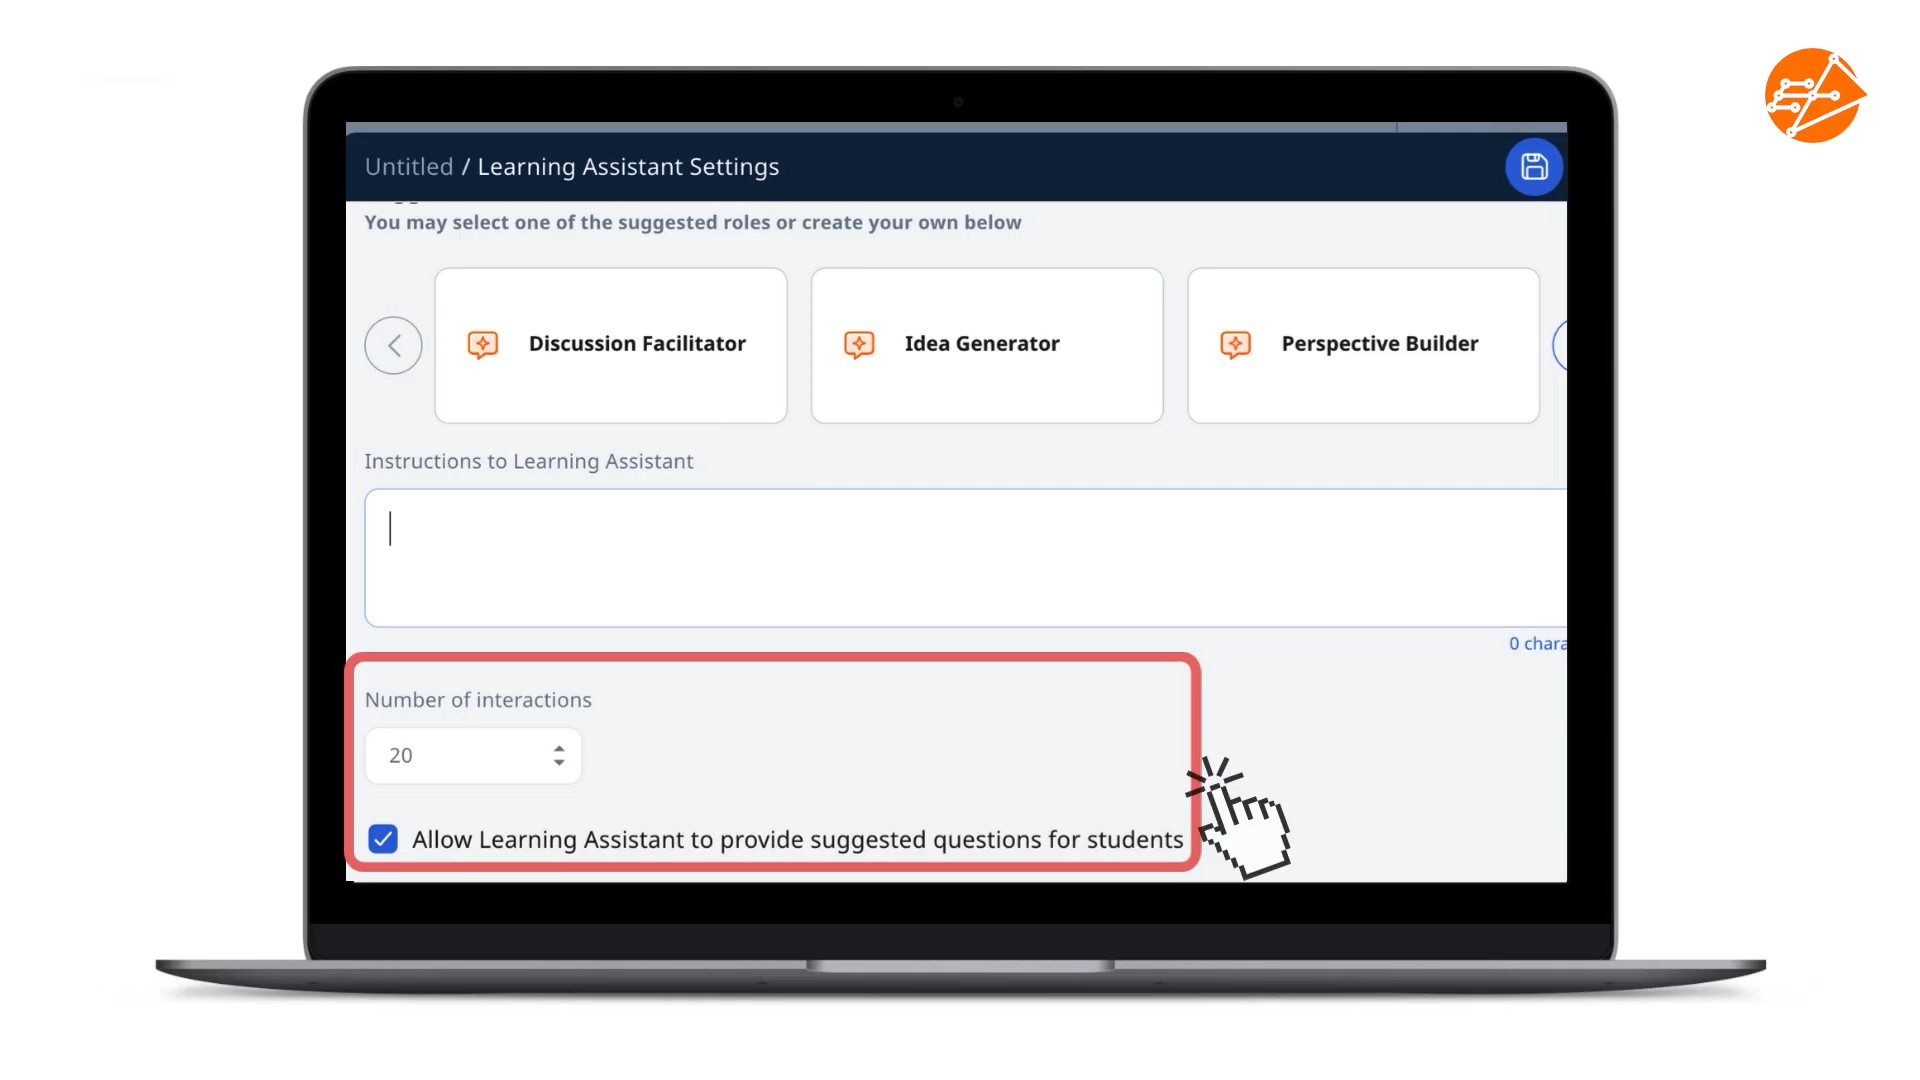 Untitled / Learning Assistant Settings
You may select one of the suggested roles or create your own below
Discussion Facilitator
Idea Generator
Perspective Builder
Instructions to Learning Assistant
0 chara
Number of interactions
20
Allow Learning Assistant to provide suggested questions for students